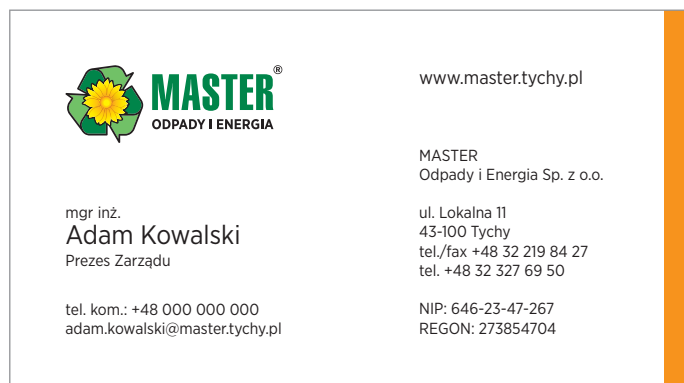 MASTER®
ODPADY I ENERGIA
mgr inż.
Adam Kowalski
Prezes Zarządu
tel. kom.: +48 000 000 000
adam.kowalski@master.tychy.pl
www.master.tychy.pl
MASTER
Odpady i Energia Sp. z o.o.
ul. Lokalna 11
43-100 Tychy
tel./fax +48 32 219 84 27
tel. +48 32 327 69 50
NIP: 646-23-47-267
REGON: 273854704